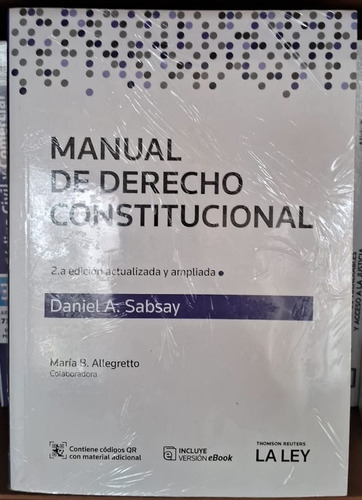 MANUAL
DE DERECHO
CONSTITUCIONAL
2.a edición actualizada y ampliada
Daniel A. Sabsay
María B. Allegretto
Colaboradora
Contiene códigos QR
con material adicional
INCLUYE
VERSIÓN eBook
THOMSON REUTERS
LA LEY